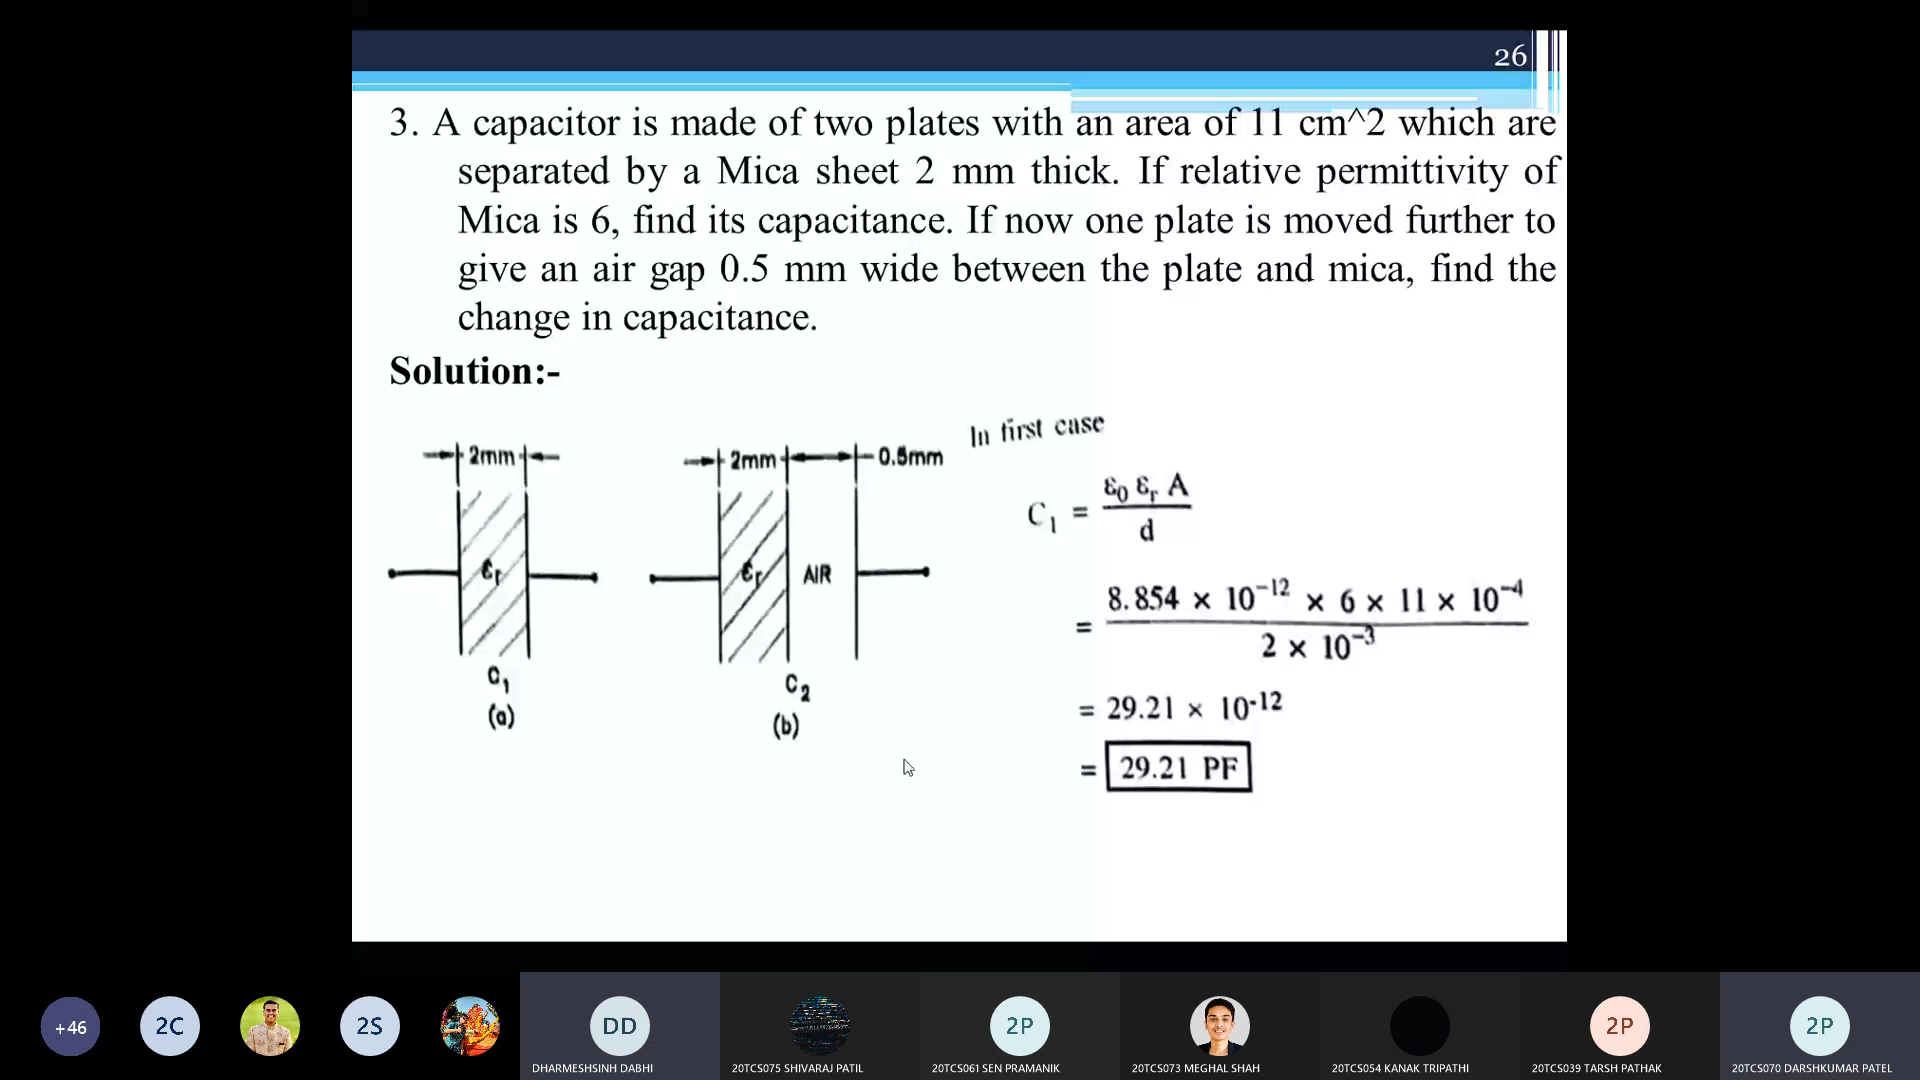 26
3. A capacitor is made of two plates with an area of 11 cm^2 which are
separated by a Mica sheet 2 mm thick. If relative permittivity of
Mica is 6, find its capacitance. If now one plate is moved further to
give an air gap 0.5 mm wide between the plate and mica, find the
change in capacitance.
Solution:-
2mm
εr
C1
(a)
2mm
0.5mm
εr
AIR
C2
(b)
In first case
C1 = ε0 εr A / d
= 8.854 × 10^-12 × 6 × 11 × 10^-4 / 2 × 10^-3
= 29.21 × 10^-12
= 29.21 PF
+46
2C
2S
DD
2P
2P
2P
DHARMESHSINH DABHI
20TCS075 SHIVARAJ PATIL
20TCS061 SEN PRAMANIK
20TCS073 MEGHAL SHAH
20TCS054 KANAK TRIPATHI
20TCS039 TARSH PATHAK
20TCS070 DARSHKUMAR PATEL